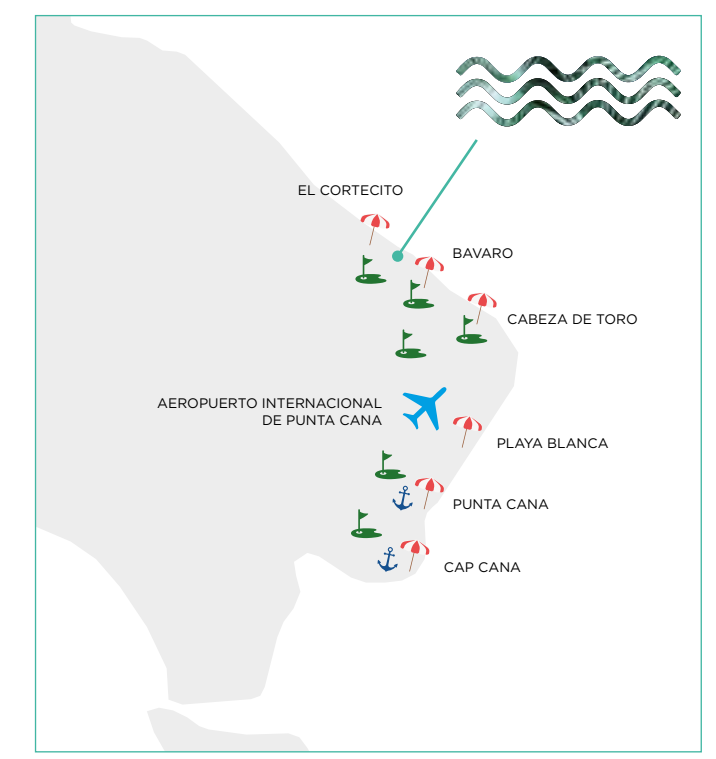 EL CORTECITO
BAVARO
CABEZA DE TORO
AEROPUERTO INTERNACIONAL
DE PUNTA CANA
PLAYA BLANCA
PUNTA CANA
CAP CANA